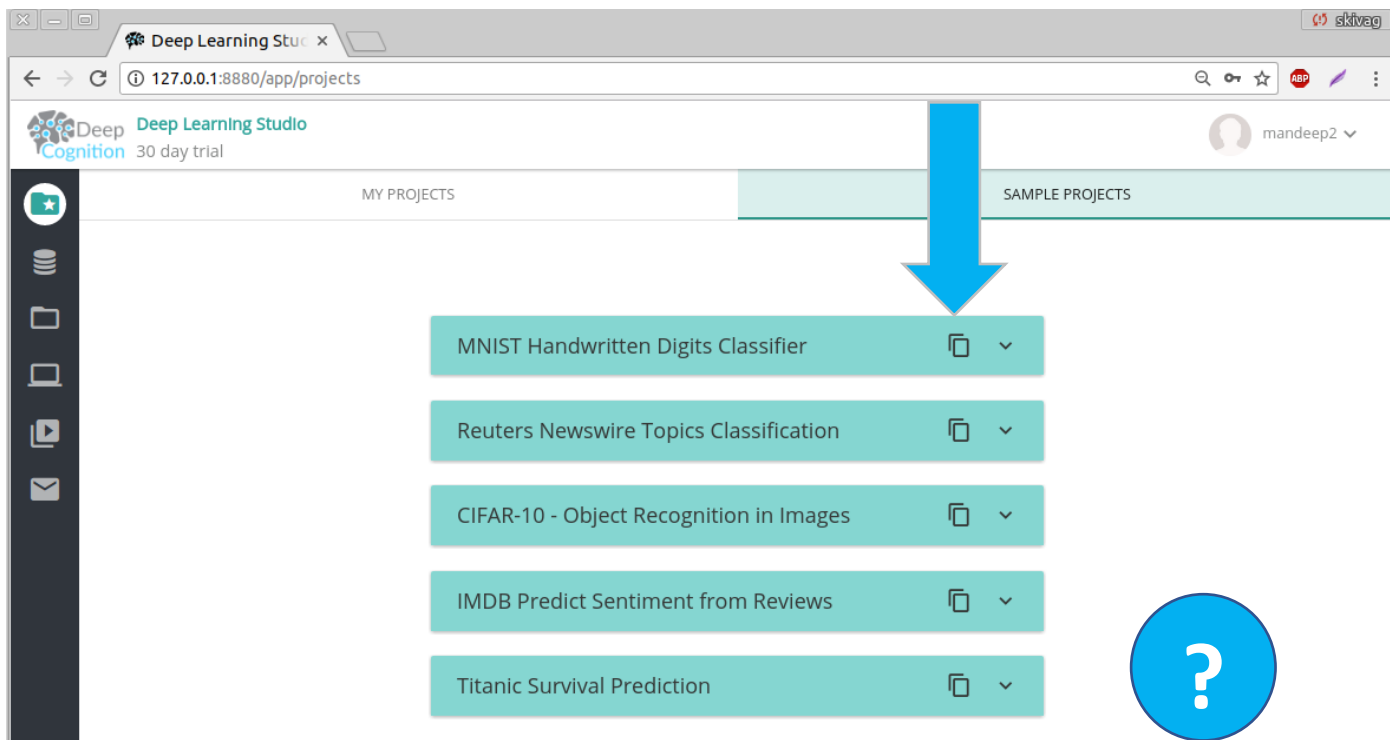 skivag
Deep Learning Stud
127.0.0.1:8880/app/projects
ABP
Deep
Cognition
Deep Learning Studio
30 day trial
mandeep2
MY PROJECTS
SAMPLE PROJECTS
MNIST Handwritten Digits Classifier
Reuters Newswire Topics Classification
CIFAR-10 - Object Recognition in Images
IMDB Predict Sentiment from Reviews
Titanic Survival Prediction
?